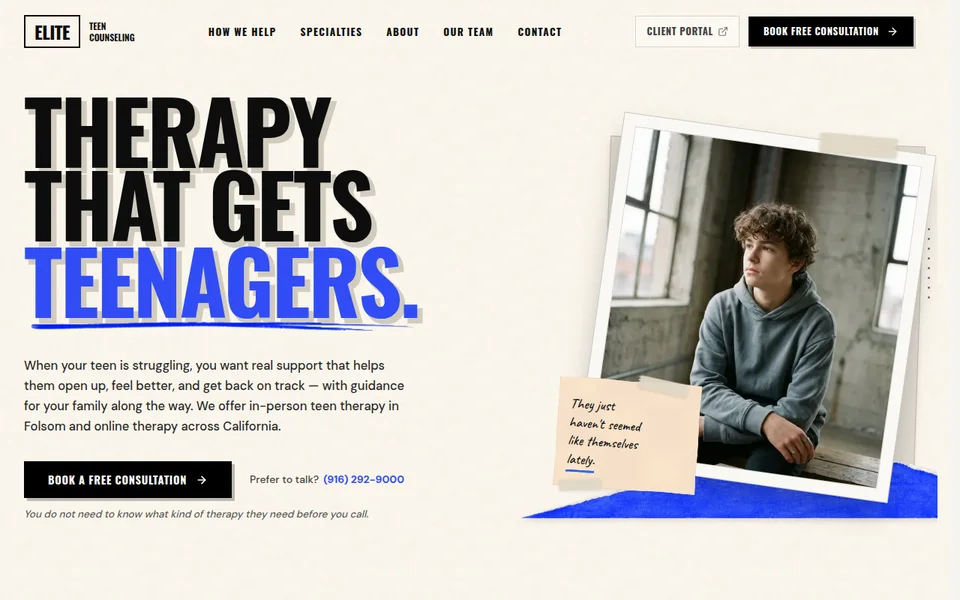 ELITE
TEEN
COUNSELING
HOW WE HELP
SPECIALTIES
ABOUT
OUR TEAM
CONTACT
CLIENT PORTAL
BOOK FREE CONSULTATION
THERAPY
THAT GETS
TEENAGERS.
When your teen is struggling, you want real support that helps
them open up, feel better, and get back on track — with guidance
for your family along the way. We offer in-person teen therapy in
Folsom and online therapy across California.
BOOK A FREE CONSULTATION
Prefer to talk? (916) 292-9000
You do not need to know what kind of therapy they need before you call.
They just
haven't seemed
like themselves
lately.